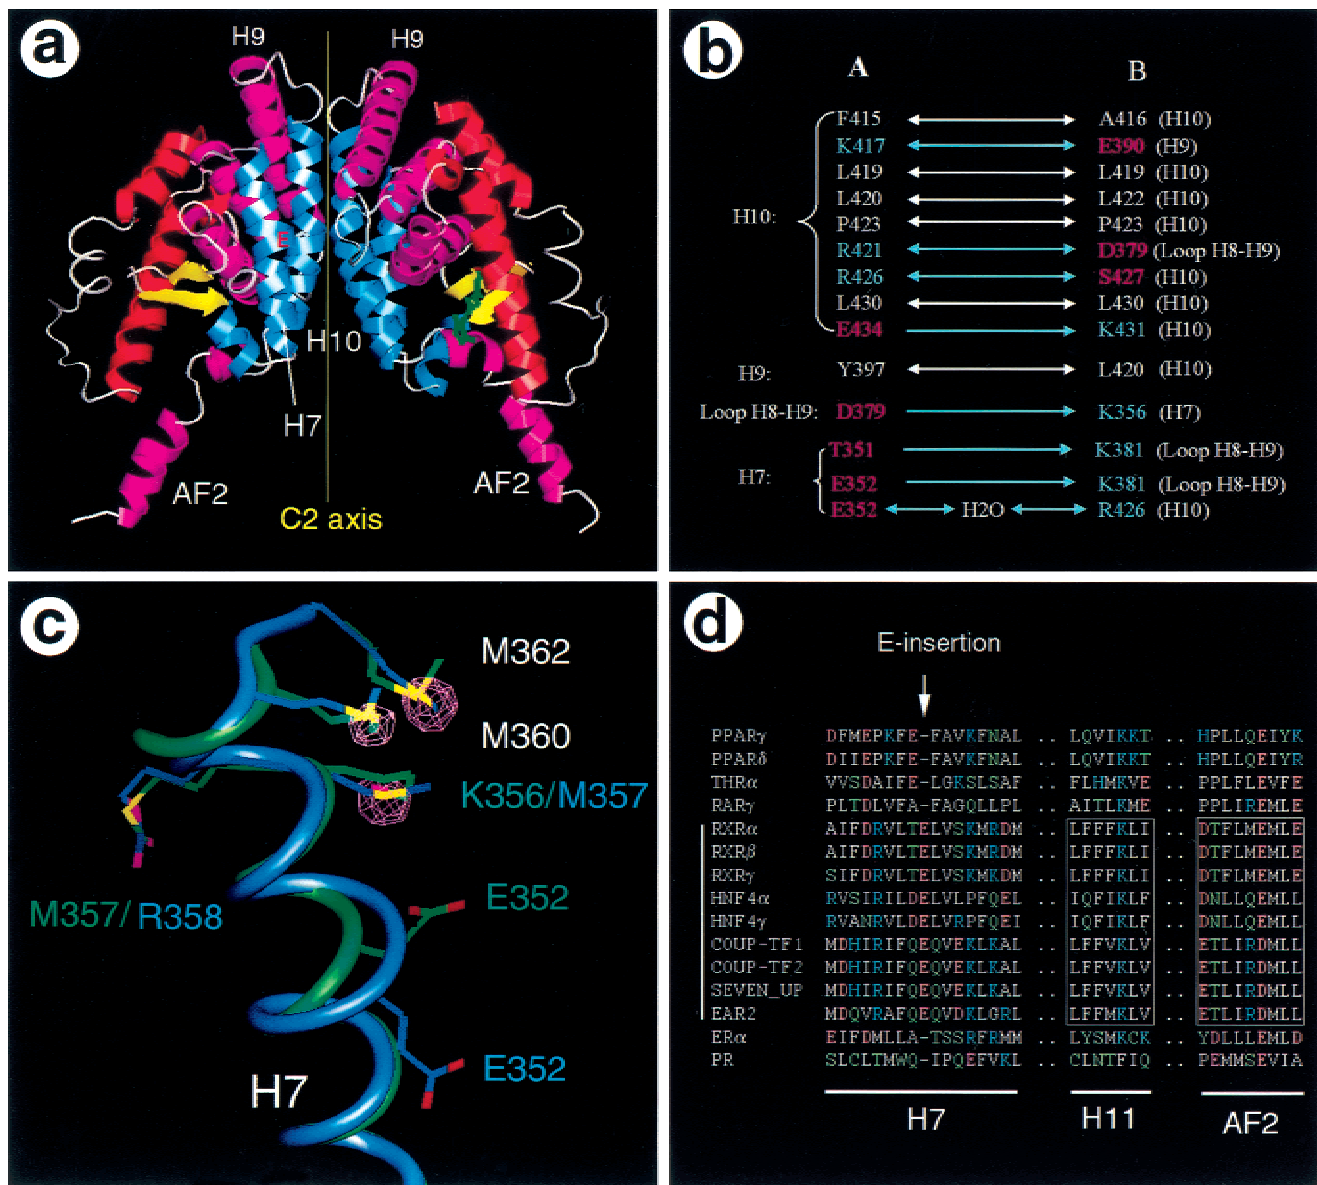 a
H9
H9
E
H10
H7
AF2
AF2
C2 axis
b
A B
F415 A416 (H10)
K417 E390 (H9)
L419 L419 (H10)
L420 L422 (H10)
H10: P423 P423 (H10)
R421 D379 (Loop H8-H9)
R426 S427 (H10)
L430 L430 (H10)
E434 K431 (H10)
H9: Y397 L420 (H10)
Loop H8-H9: D379 K356 (H7)
T351 K381 (Loop H8-H9)
H7: E352 K381 (Loop H8-H9)
E352 H2O R426 (H10)
c
M362
M360
K356/M357
M357/R358
E352
E352
H7
d
E-insertion
PPARγ DFMEPKFE-FAVKFNAL .. LQVIKKT .. HPLLQEIYK
PPARδ DIIEPKFE-FAVKFNAL .. LQVIKKT .. HPLLQEIYR
THRα VVSDAIFE-LGKSLSAF .. FLHMKVE .. PPLFLEVFE
RARγ PLTDLVFA-FAGQLLPL .. AITLKME .. PPLIREMLE
RXRα AIFDRVLTELVSKMRDM .. LFFFKLI .. DTFLMEMLE
RXRβ AIFDRVLTELVSKMRDM .. LFFFKLI .. DTFLMEMLE
RXRγ SIFDRVLTELVSKMKDM .. LFFFKLI .. DTFLMEMLE
HNF4α RVSIRILDELVLPFQEL .. IQFIKLF .. DNLLQEMLL
HNF4γ RVANRVLDELVRPFQEI .. IQFIKLF .. DNLLQEMLL
COUP-TF1 MDHIRIFQEQVEKLKAL .. LFFVKLV .. ETLIRDMLL
COUP-TF2 MDHIRIFQEQVEKLKAL .. LFFVKLV .. ETLIRDMLL
SEVEN_UP MDHIRIFQEQVEKLKAL .. LFFVKLV .. ETLIRDMLL
EAR2 MDQVRAFQEQVDKLGRL .. LFFMKLV .. ETLIRDMLL
ERα EIFDMLLA-TSSRFRMM .. LYSMKCK .. YDLLLEMLD
PR SLCLTMWQ-IPQEFVKL .. CLNTFIQ .. PEMMSEVIA
H7 H11 AF2